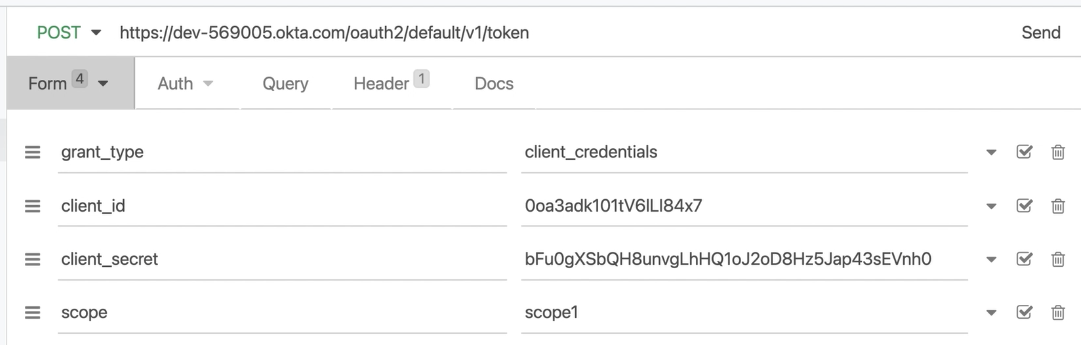 POST https://dev-569005.okta.com/oauth2/default/v1/token Send
Form 4 Auth Query Header 1 Docs
grant_type client_credentials
client_id 0oa3adk101tV6ILI84x7
client_secret bFu0gXSbQH8unvgLhHQ1oJ2oD8Hz5Jap43sEVnh0
scope scope1